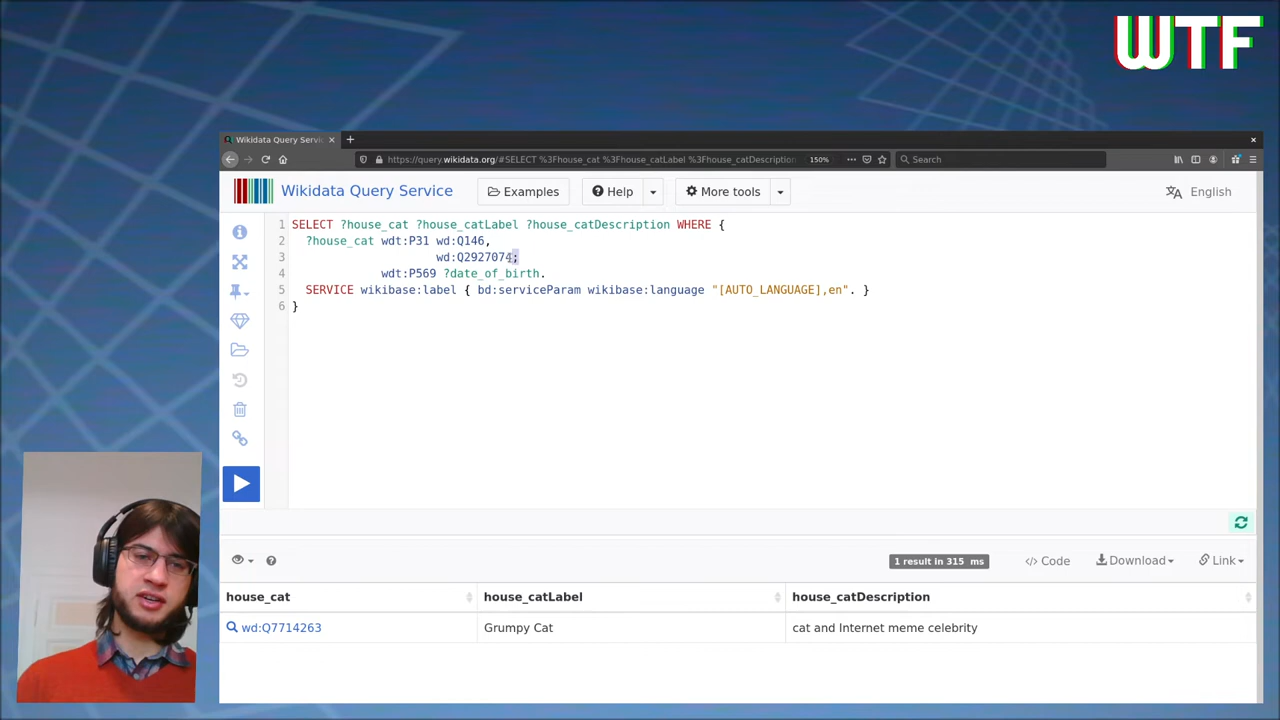 WTF
Wikidata Query Servic
https://query.wikidata.org/#SELECT %3Fhouse_cat %3Fhouse_catLabel %3Fhouse_catDescription
150%
Search
Wikidata Query Service
Examples
Help
More tools
English
1 SELECT ?house_cat ?house_catLabel ?house_catDescription WHERE {
2 ?house_cat wdt:P31 wd:Q146,
3 wd:Q2927074;
4 wdt:P569 ?date_of_birth.
5 SERVICE wikibase:label { bd:serviceParam wikibase:language "[AUTO_LANGUAGE],en". }
6 }
1 result in 315 ms
</> Code
Download
Link
house_cat house_catLabel house_catDescription
wd:Q7714263 Grumpy Cat cat and Internet meme celebrity